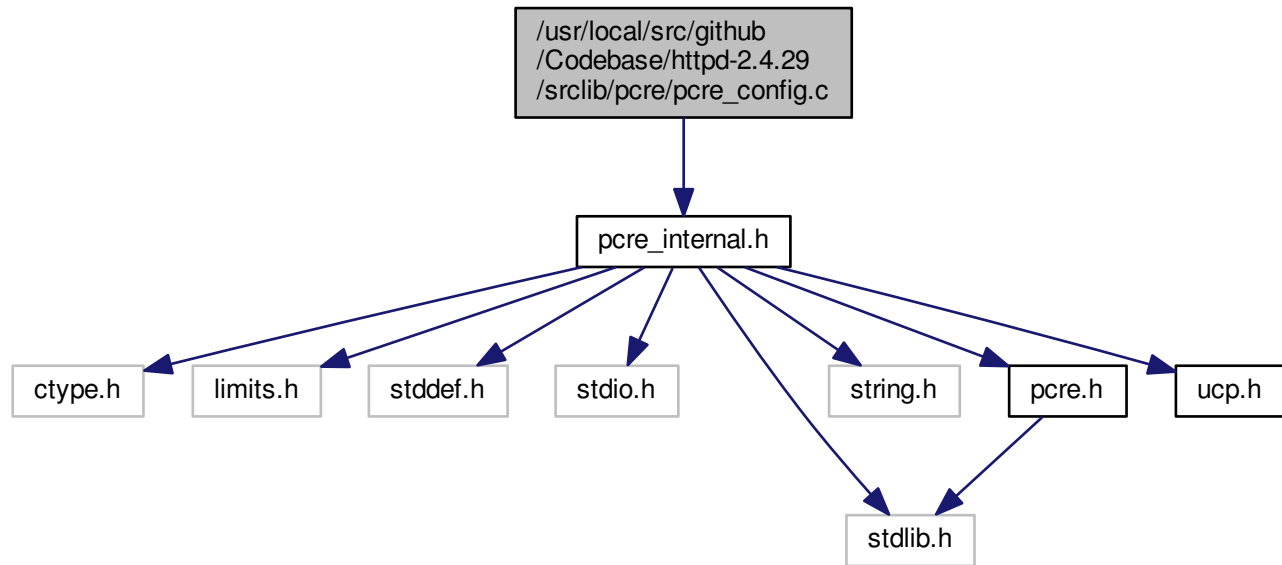 /usr/local/src/github
/Codebase/httpd-2.4.29
/srclib/pcre/pcre_config.c
pcre_internal.h
ctype.h
limits.h
stddef.h
stdio.h
string.h
pcre.h
ucp.h
stdlib.h